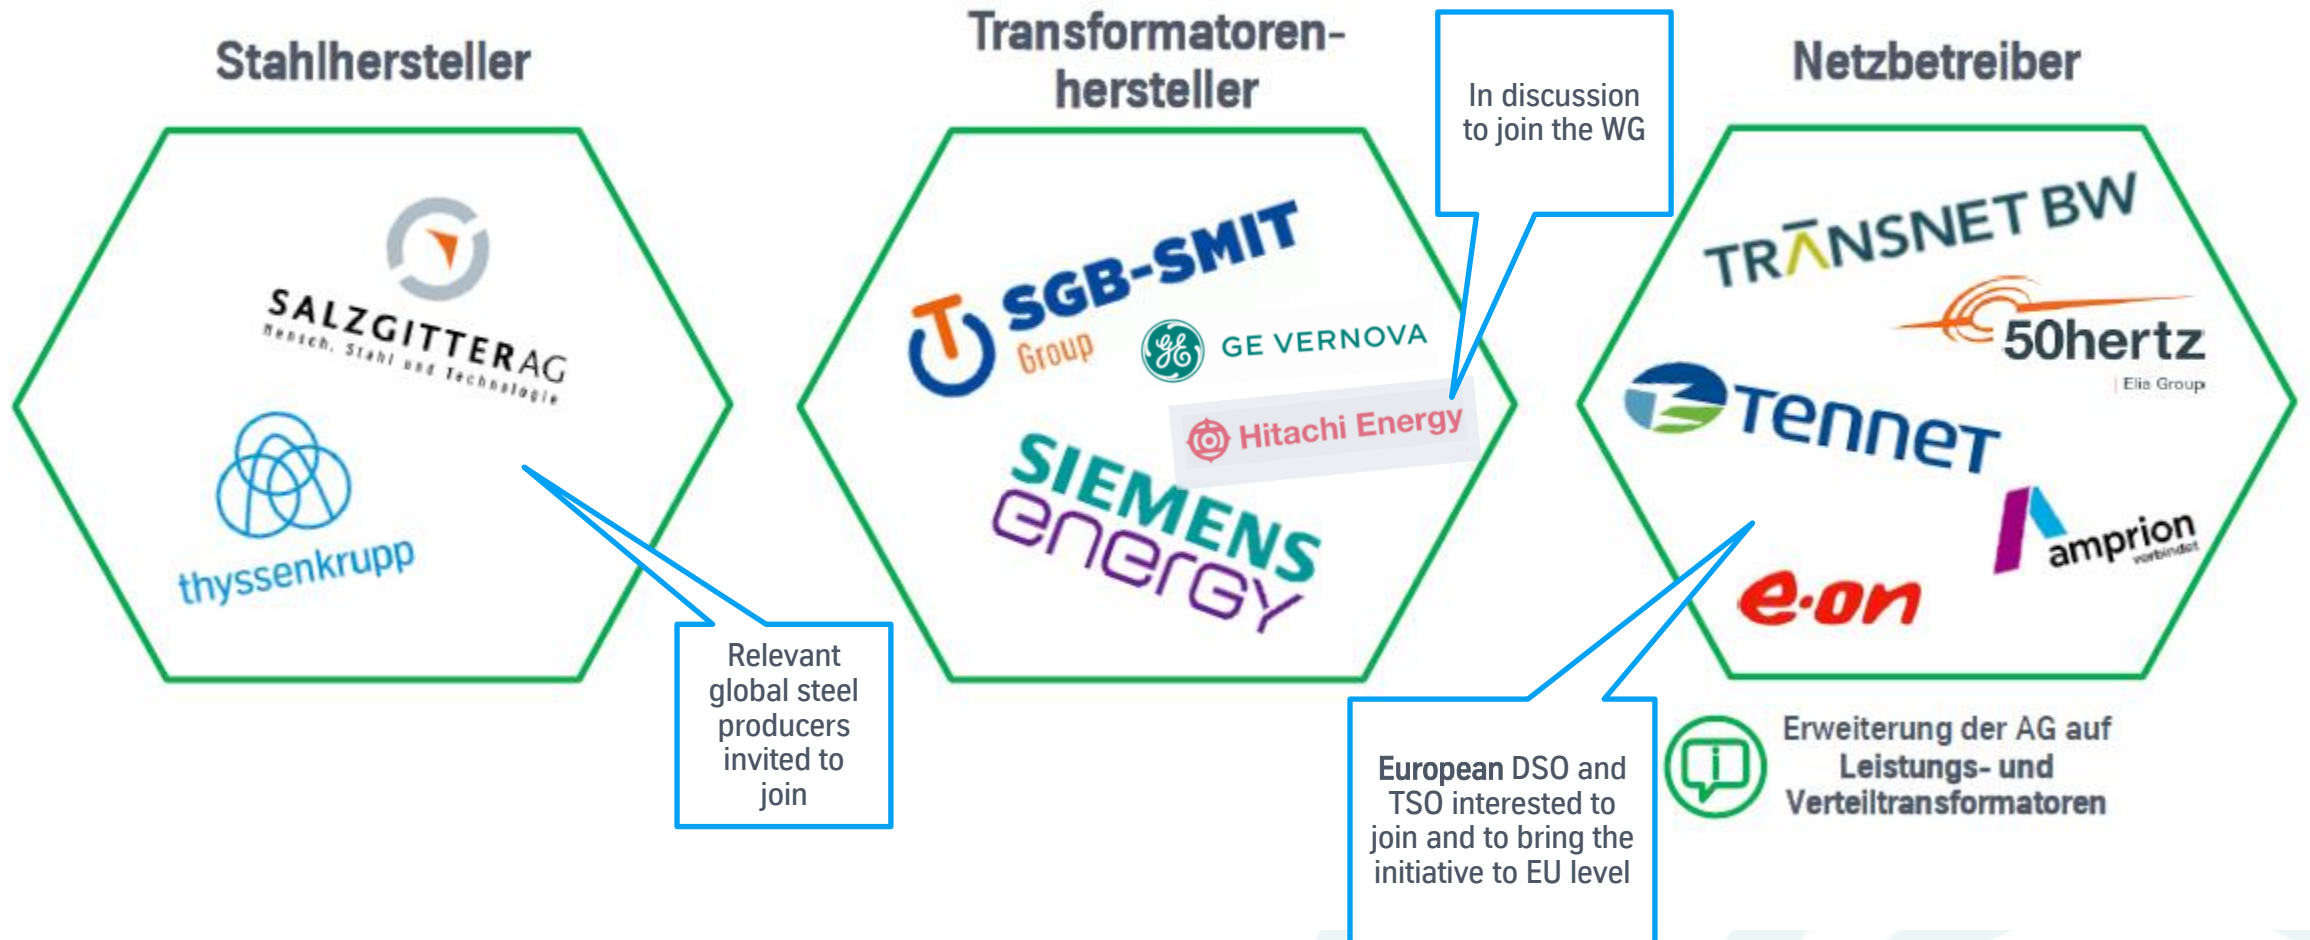 Stahlhersteller
SALZGITTER AG
Mensch, Stahl und Technologie
thyssenkrupp
Relevant
global steel
producers
invited to
join
Transformatoren-
hersteller
SGB-SMIT
Group
GE VERNOVA
Hitachi Energy
SIEMENS
energy
In discussion
to join the WG
Netzbetreiber
TRANSNET BW
50hertz
Elia Group
TenneT
amprion
verbindet
e·on
European DSO and
TSO interested to
join and to bring the
initiative to EU level
Erweiterung der AG auf
Leistungs- und
Verteiltransformatoren